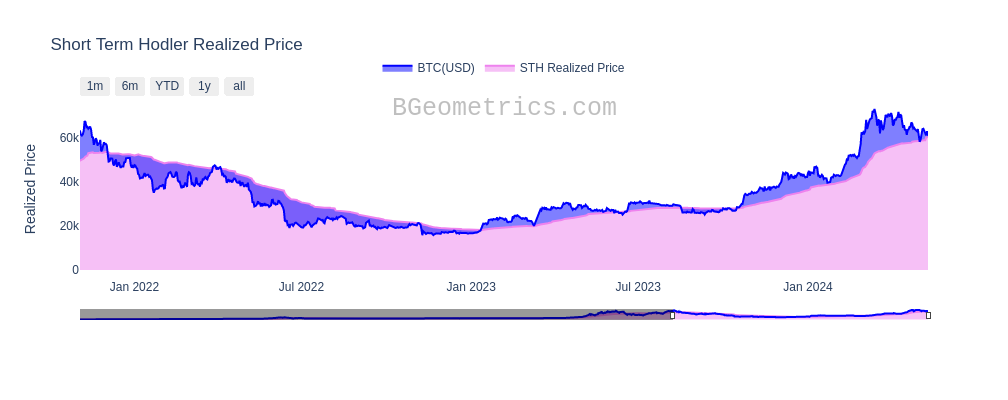 Short Term Hodler Realized Price
BTC(USD) STH Realized Price
1m 6m YTD 1y all
BGeometrics.com
Realized Price
60k
40k
20k
0
Jan 2022 Jul 2022 Jan 2023 Jul 2023 Jan 2024